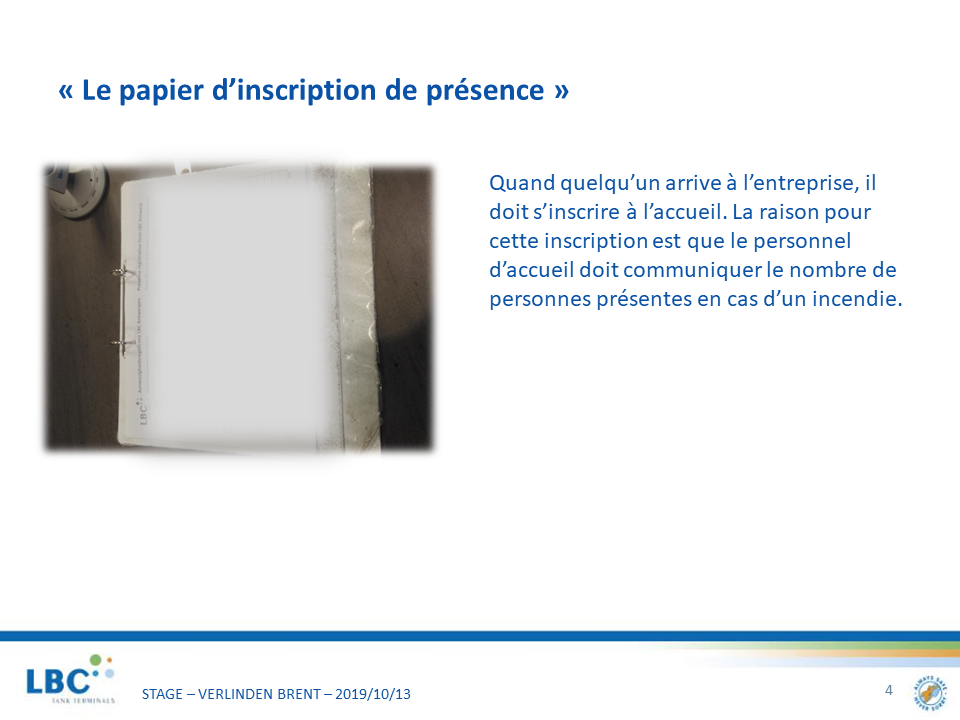 « Le papier d’inscription de présence »
Quand quelqu’un arrive à l’entreprise, il
doit s’inscrire à l’accueil. La raison pour
cette inscription est que le personnel
d’accueil doit communiquer le nombre de
personnes présentes en cas d’un incendie.
LBC
LBC
TANK TERMINALS
STAGE – VERLINDEN BRENT – 2019/10/13
4
ALWAYS SAFE
NEVER SORRY